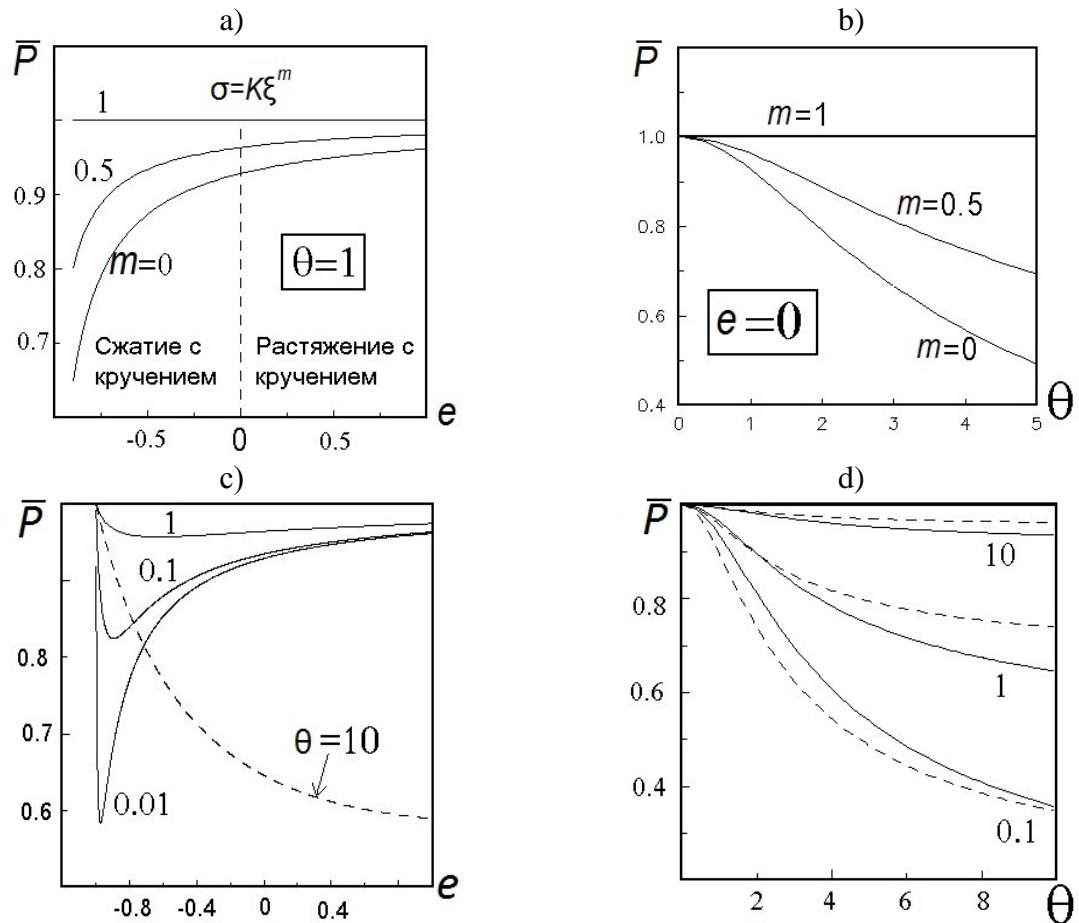 a)
P̅
σ=Kξ^m
1
0.5
0.9
m=0
θ=1
0.8
0.7
Сжатие с
кручением
Растяжение с
кручением
-0.5
0
0.5
e
b)
P̅
m=1
1.0
m=0.5
0.8
0.6
e=0
m=0
0.4
0
1
2
3
4
5
Θ
c)
P̅
1
0.1
0.8
0.7
θ=10
0.01
0.6
-0.8
-0.4
0
0.4
e
d)
P̅
10
0.8
0.6
1
0.4
0.1
2
4
6
8
Θ